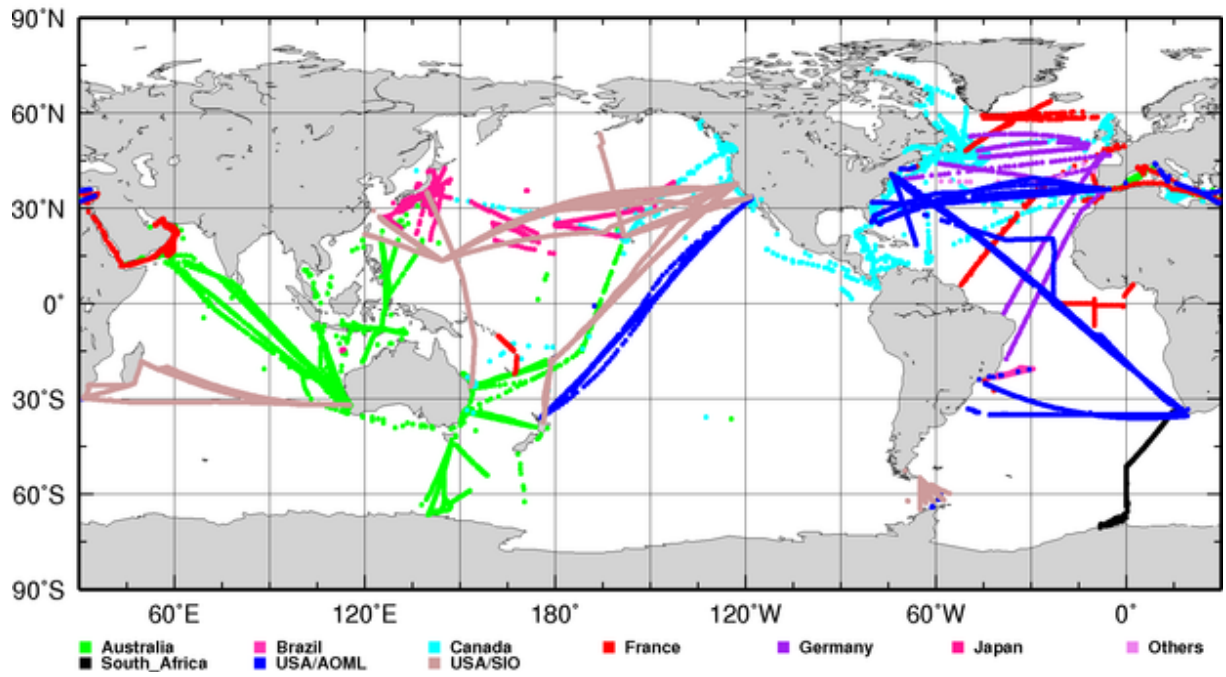 90˚N
60˚N
30˚N
0˚
30˚S
60˚S
90˚S
60˚E 120˚E 180˚ 120˚W 60˚W 0˚
Australia Brazil Canada France Germany Japan Others
South_Africa USA/AOML USA/SIO